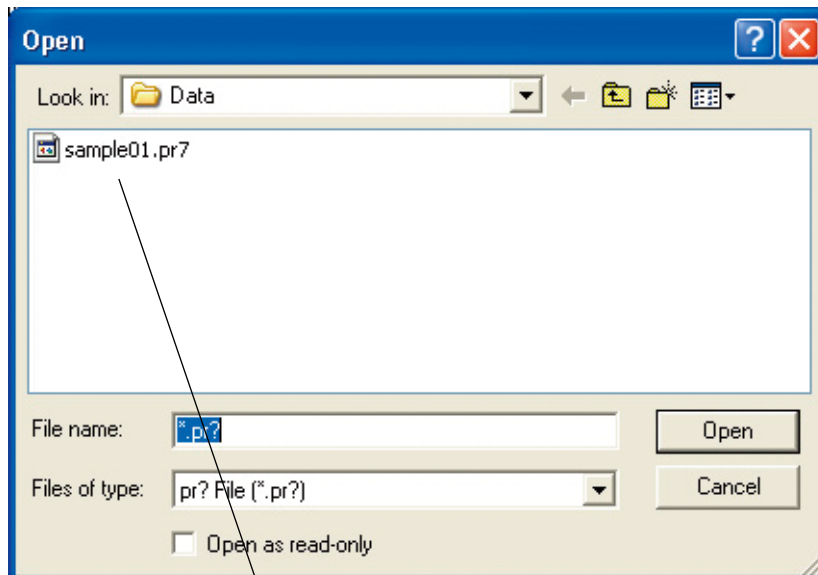 Open
Look in: Data
sample01.pr7
File name: *.pr? Open
Files of type: pr? File (*.pr?) Cancel
Open as read-only